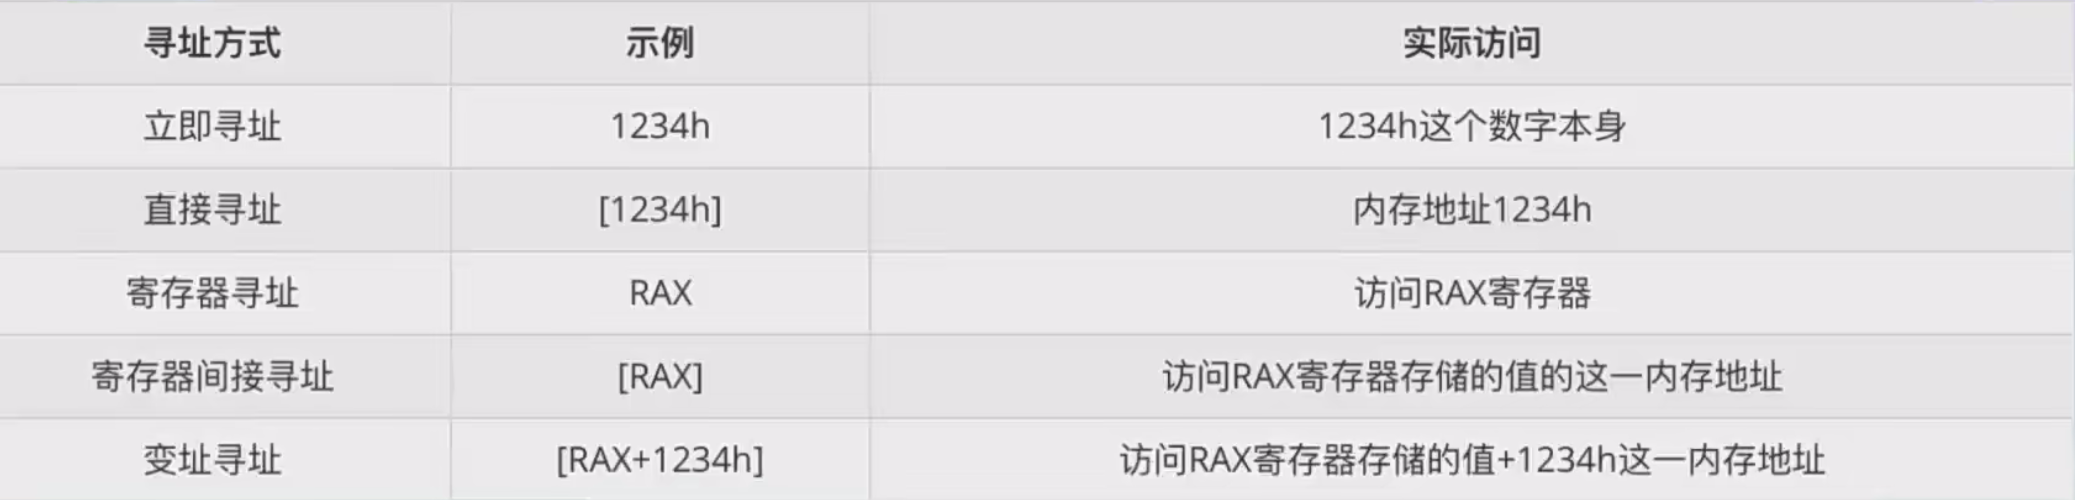 寻址方式 示例 实际访问
立即寻址 1234h 1234h这个数字本身
直接寻址 [1234h] 内存地址1234h
寄存器寻址 RAX 访问RAX寄存器
寄存器间接寻址 [RAX] 访问RAX寄存器存储的值的这一内存地址
变址寻址 [RAX+1234h] 访问RAX寄存器存储的值+1234h这一内存地址